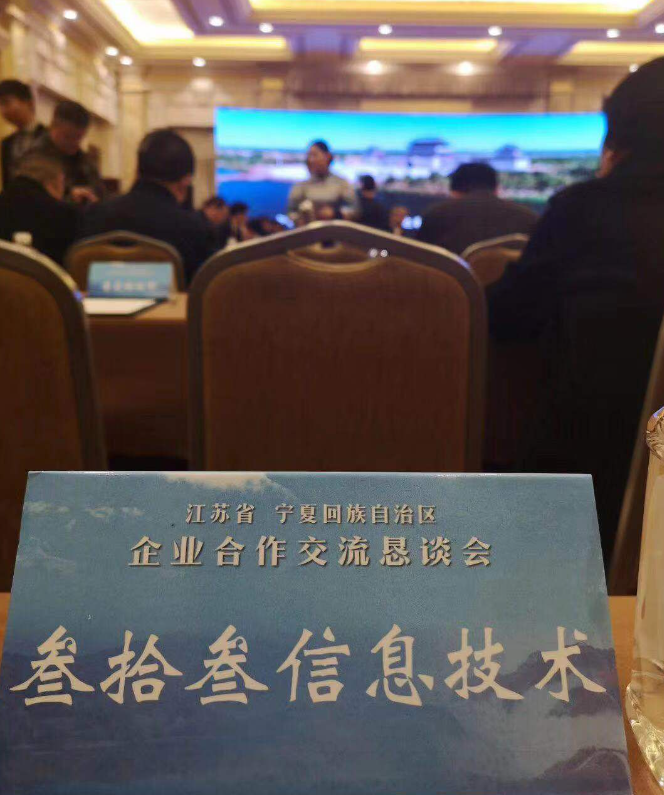 江苏省 宁夏回族自治区
企业合作交流恳谈会
叁拾叁信息技术